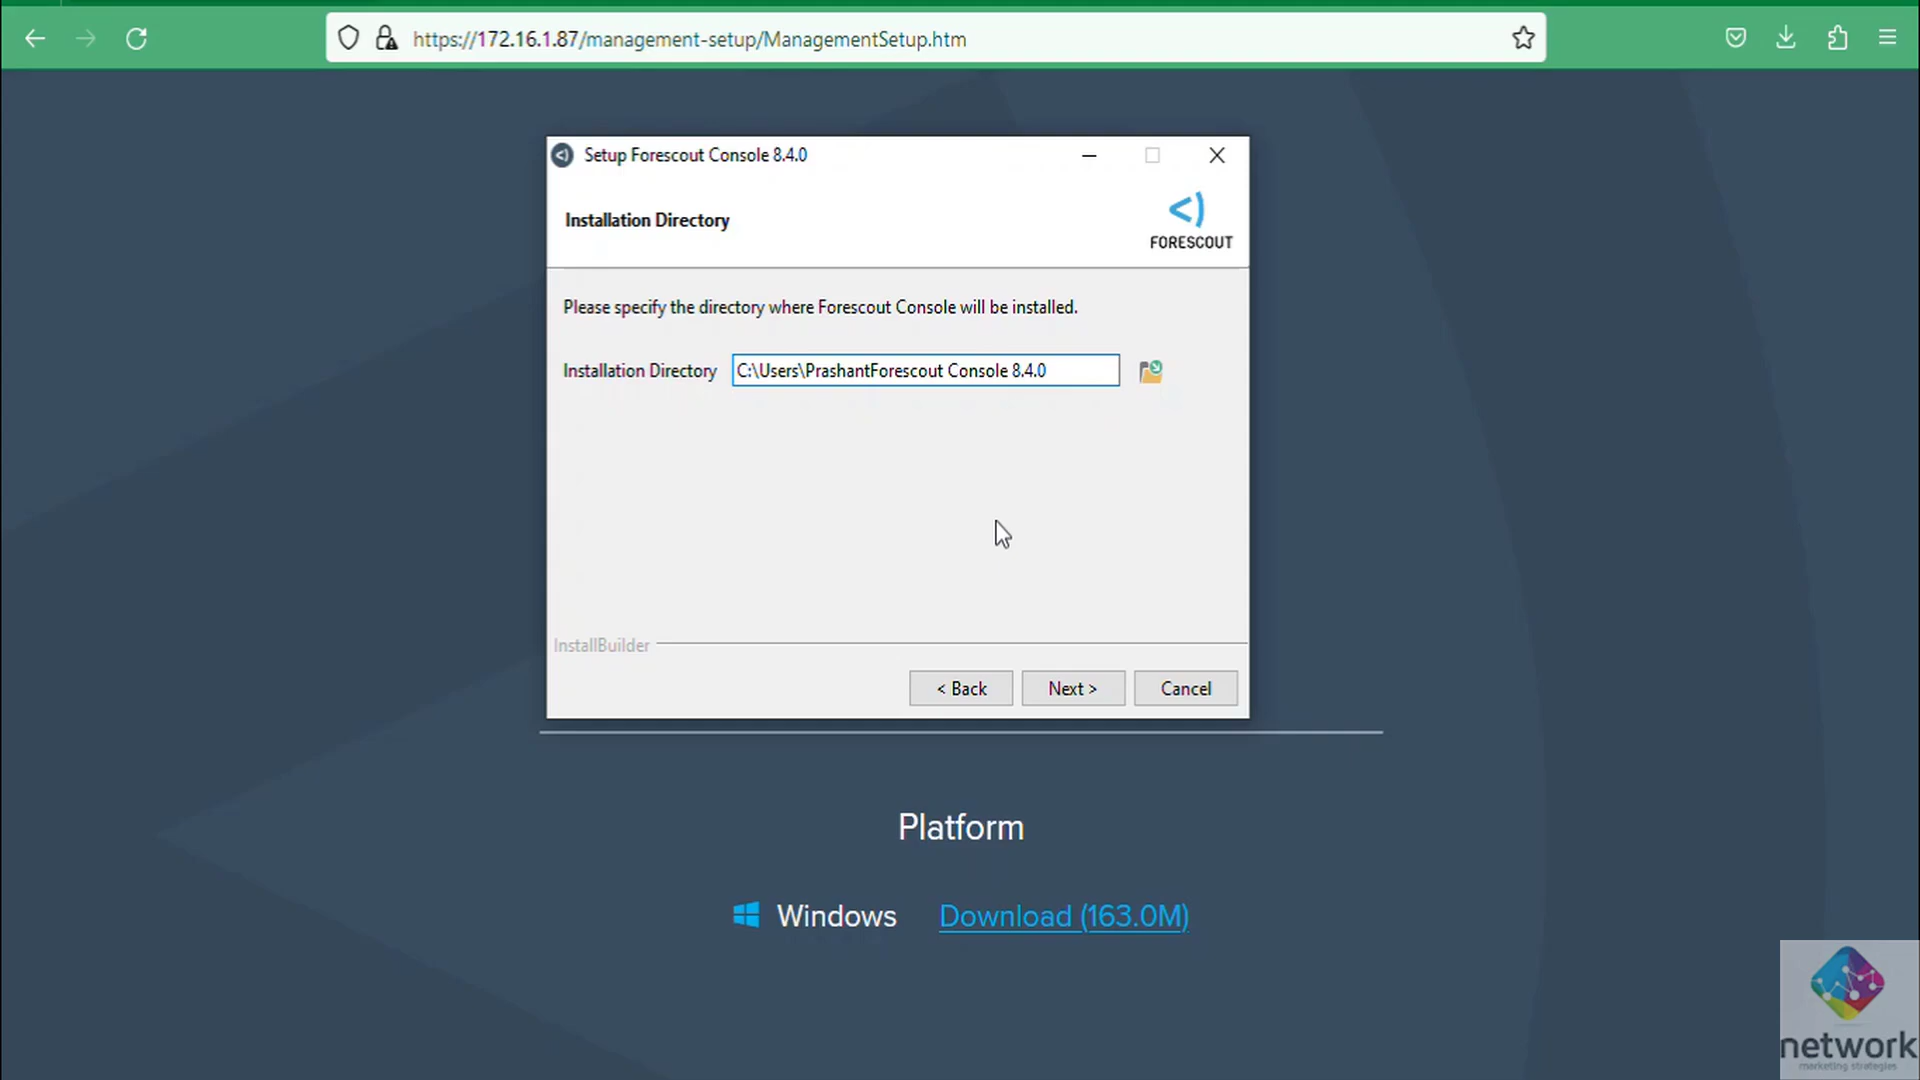 https://172.16.1.87/management-setup/ManagementSetup.htm
Setup Forescout Console 8.4.0
Installation Directory
FORESCOUT
Please specify the directory where Forescout Console will be installed.
Installation Directory C:\Users\PrashantForescout Console 8.4.0
InstallBuilder
< Back Next > Cancel
Platform
Windows Download (163.0M)
network
marketing strategies